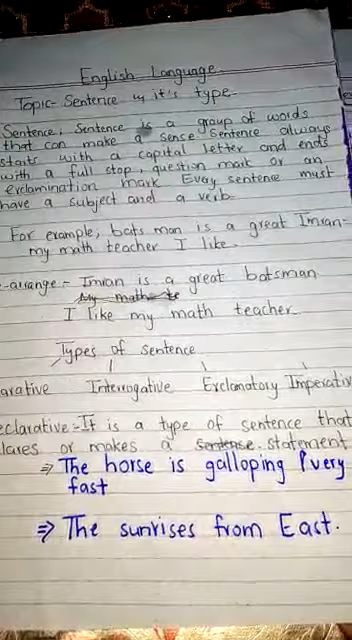 English Language
Topic- Sentence in it's type-
Sentence, Sentence is a group of words
that can make a sense. Sentence always
starts with a capital letter and ends
with a full stop, question mark or an
exclamination mark Every sentence must
have a subject and a verb.
For example, bats man is a great Imran-
my math teacher I like.
-arrange:- Imran is a great batsman
I like my math teacher
Types of sentence
arative Interrogative Exclamatory Imperativ
eclarative:- It is a type of sentence that
lares or makes a sentense. statement
⇒ The horse is galloping very
fast
⇒ The sunrises from East.